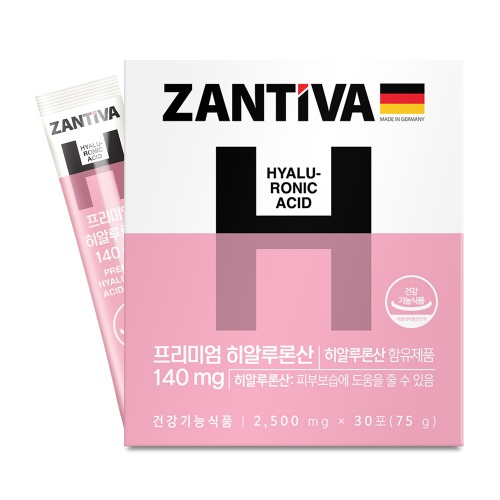 ZANTIVA
MADE IN GERMANY
HYALU-
RONIC
ACID
H
건강
기능식품
프리미엄 히알루론산 | 히알루론산 함유제품
140 mg | 히알루론산: 피부보습에 도움을 줄 수 있음
건강기능식품 | 2,500 mg × 30포(75 g)
ZANTIVA
H
HYALU-
RONIC
ACID
프리미엄
히알루론산
140
HYALU
ACID